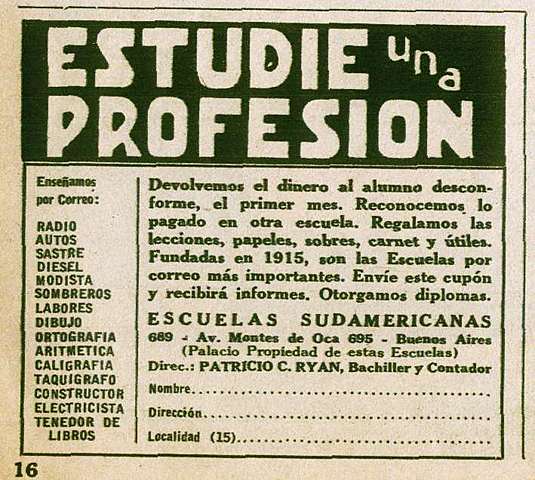 ESTUDIE una
PROFESION
Enseñamos
por Correo:
RADIO
AUTOS
SASTRE
DIESEL
MODISTA
SOMBREROS
LABORES
DIBUJO
ORTOGRAFIA
ARITMETICA
CALIGRAFIA
TAQUIGRAFO
CONSTRUCTOR
ELECTRICISTA
TENEDOR DE
LIBROS
Devolvemos el dinero al alumno descon-
forme, el primer mes. Reconocemos lo
pagado en otra escuela. Regalamos las
lecciones, papeles, sobres, carnet y útiles.
Fundadas en 1915, son las Escuelas por
correo más importantes. Envíe este cupón
y recibirá informes. Otorgamos diplomas.
ESCUELAS SUDAMERICANAS
689 - Av. Montes de Oca 695 - Buenos Aires
(Palacio Propiedad de estas Escuelas)
Direc.: PATRICIO C. RYAN, Bachiller y Contador
Nombre
Dirección
Localidad (15)
16